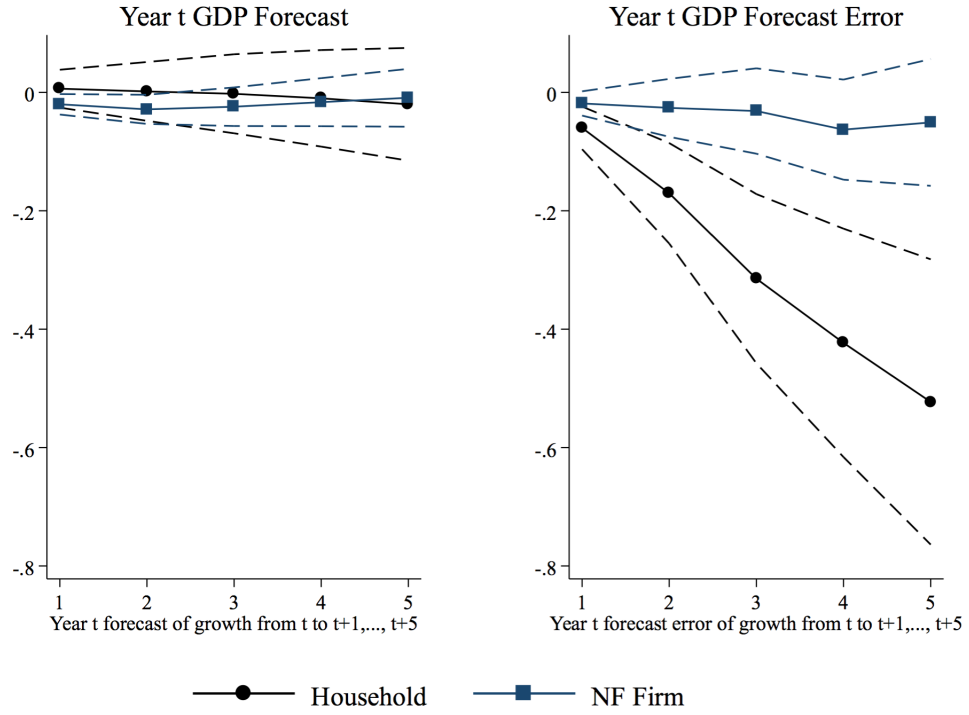 Year t GDP Forecast
0
-.2
-.4
-.6
-.8
1 2 3 4 5
Year t forecast of growth from t to t+1,..., t+5
Year t GDP Forecast Error
0
-.2
-.4
-.6
-.8
1 2 3 4 5
Year t forecast error of growth from t to t+1,..., t+5
Household NF Firm